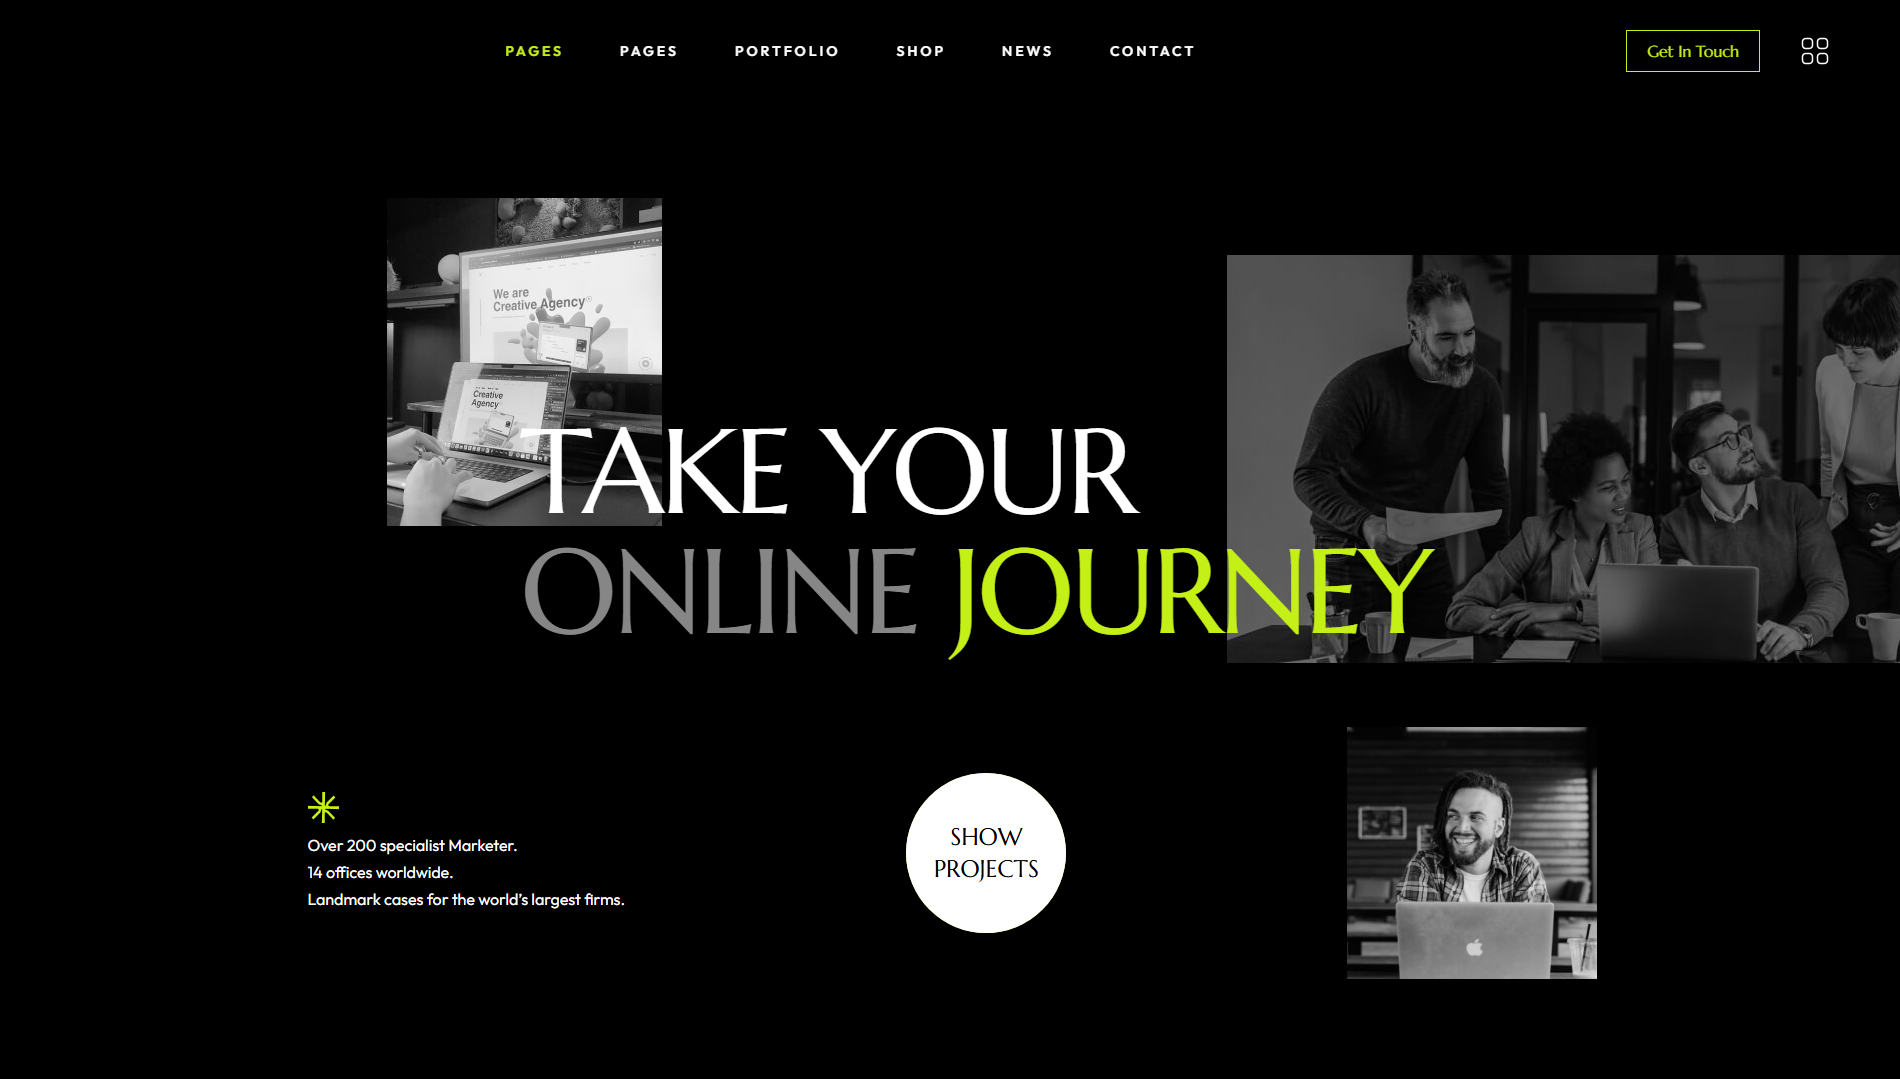 PAGES
PAGES
PORTFOLIO
SHOP
NEWS
CONTACT
Get In Touch
We are
Creative Agency
Creative
Agency
TAKE YOUR
ONLINE JOURNEY
Over 200 specialist Marketer.
14 offices worldwide.
Landmark cases for the world's largest firms.
SHOW
PROJECTS